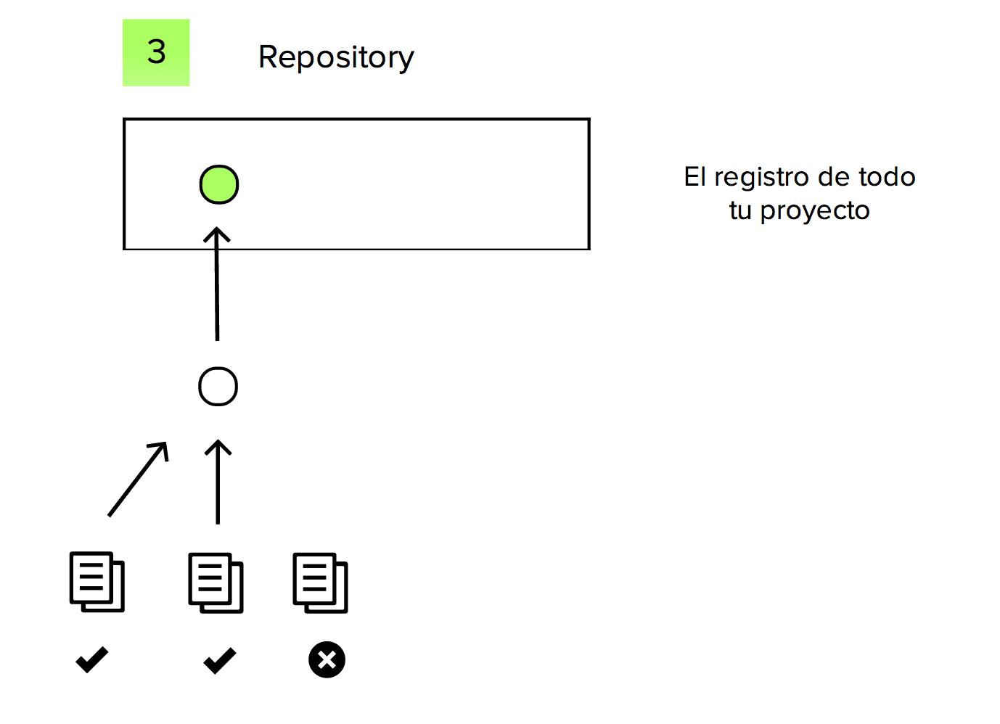 3
Repository
El registro de todo
tu proyecto